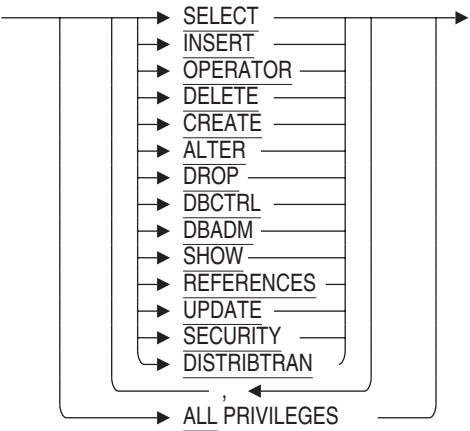 SELECT
INSERT
OPERATOR
DELETE
CREATE
ALTER
DROP
DBCTRL
DBADM
SHOW
REFERENCES
UPDATE
SECURITY
DISTRIBTRAN
,
ALL PRIVILEGES